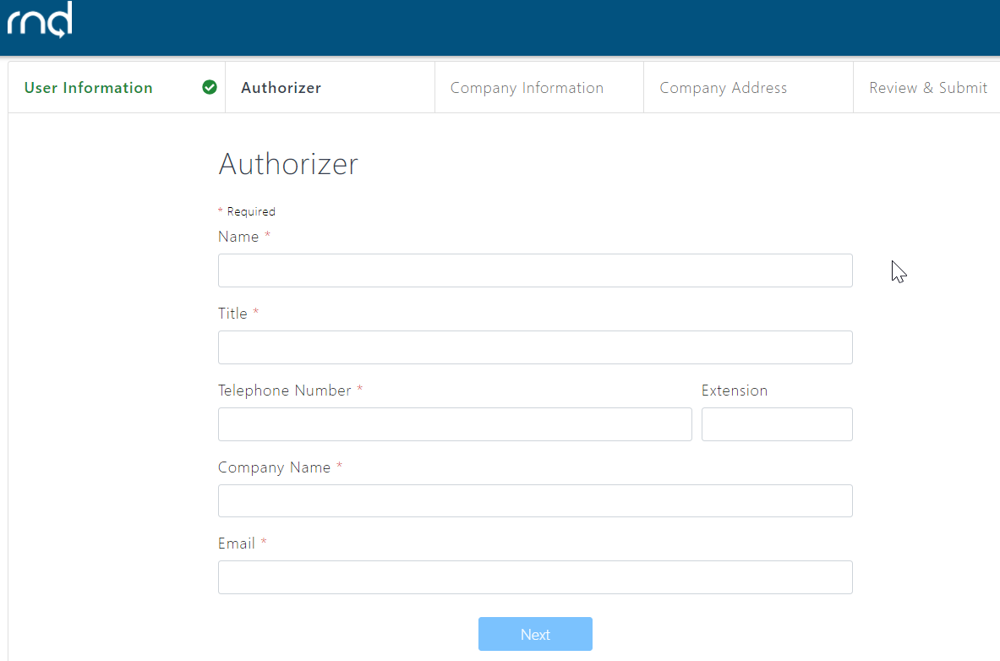 rnd
User Information Authorizer Company Information Company Address Review & Submit
Authorizer
* Required
Name *
Title *
Telephone Number * Extension
Company Name *
Email *
Next